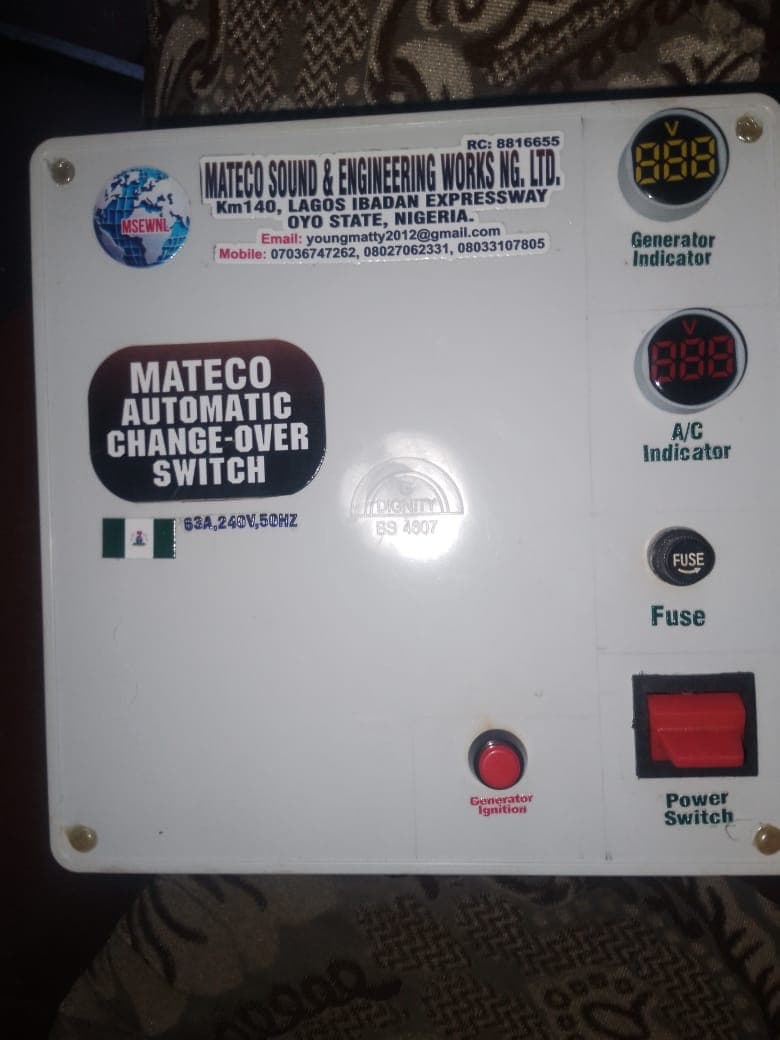 RC: 8816655
MSEWNL
MATECO SOUND & ENGINEERING WORKS NG. LTD.
Km140, LAGOS IBADAN EXPRESSWAY
OYO STATE, NIGERIA.
Email: youngmatty2012@gmail.com
Mobile: 07036747262, 08027062331, 08033107805
V
888
Generator
Indicator
V
888
A/C
Indicator
MATECO
AUTOMATIC
CHANGE-OVER
SWITCH
63A,240V,50HZ
DIGNITY
BS 4607
FUSE
Fuse
Generator
Ignition
Power
Switch